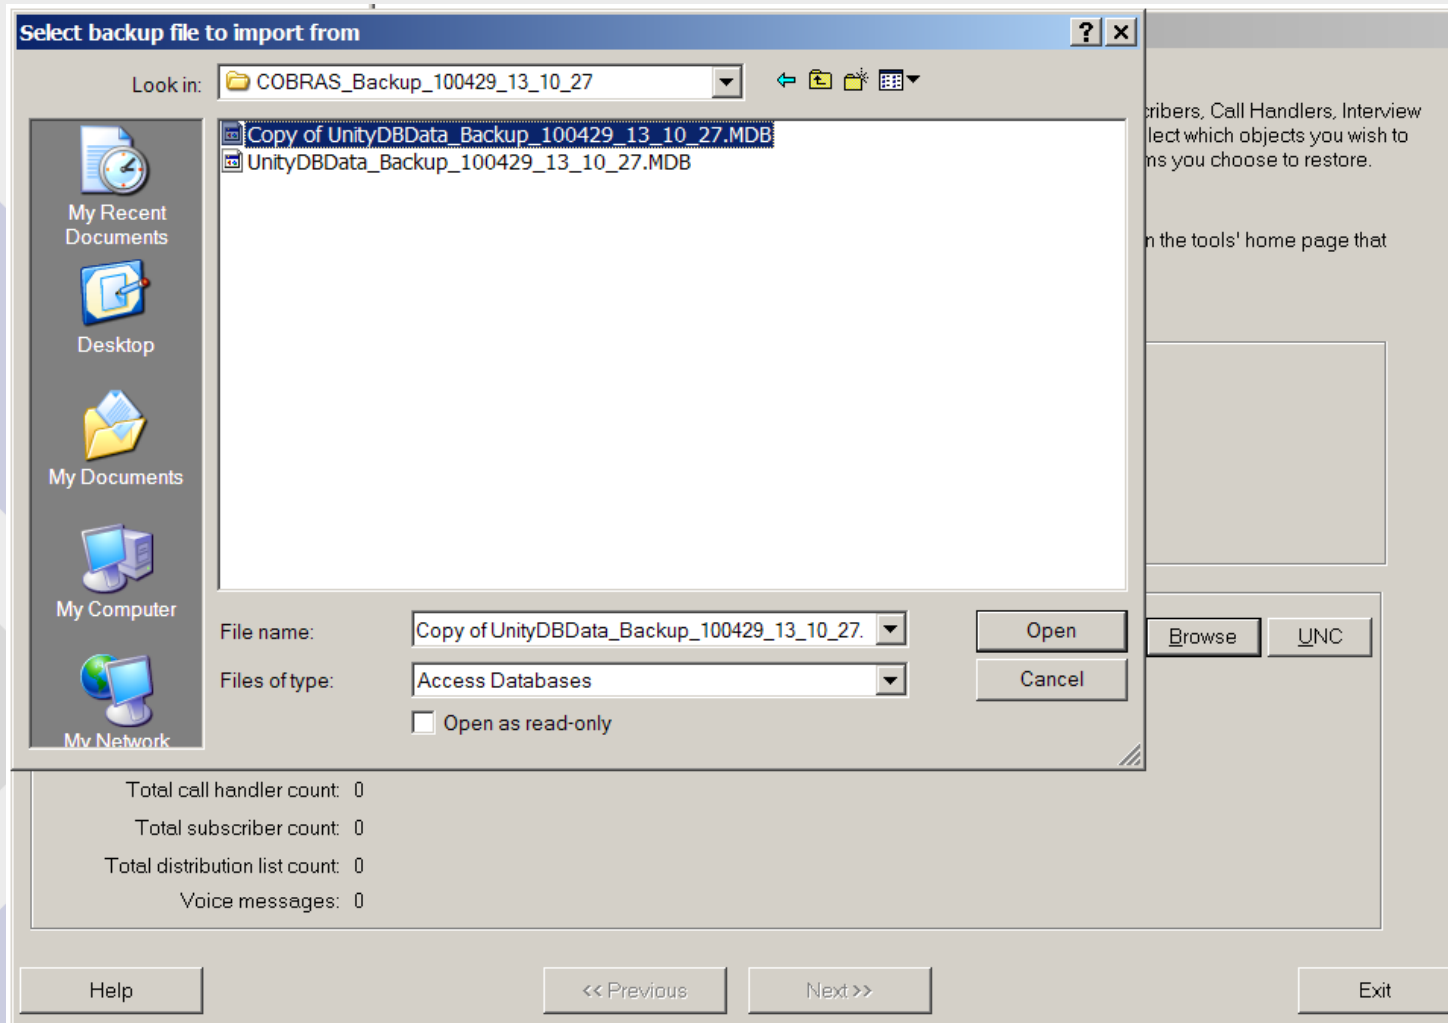 Select backup file to import from
Look in: COBRAS_Backup_100429_13_10_27
Copy of UnityDBData_Backup_100429_13_10_27.MDB
UnityDBData_Backup_100429_13_10_27.MDB
My Recent
Documents
Desktop
My Documents
My Computer
My Network
File name: Copy of UnityDBData_Backup_100429_13_10_27. Open
Files of type: Access Databases Cancel
Open as read-only
cribers, Call Handlers, Interview
lect which objects you wish to
ms you choose to restore.
n the tools' home page that
Browse UNC
Total call handler count: 0
Total subscriber count: 0
Total distribution list count: 0
Voice messages: 0
Help << Previous Next >> Exit